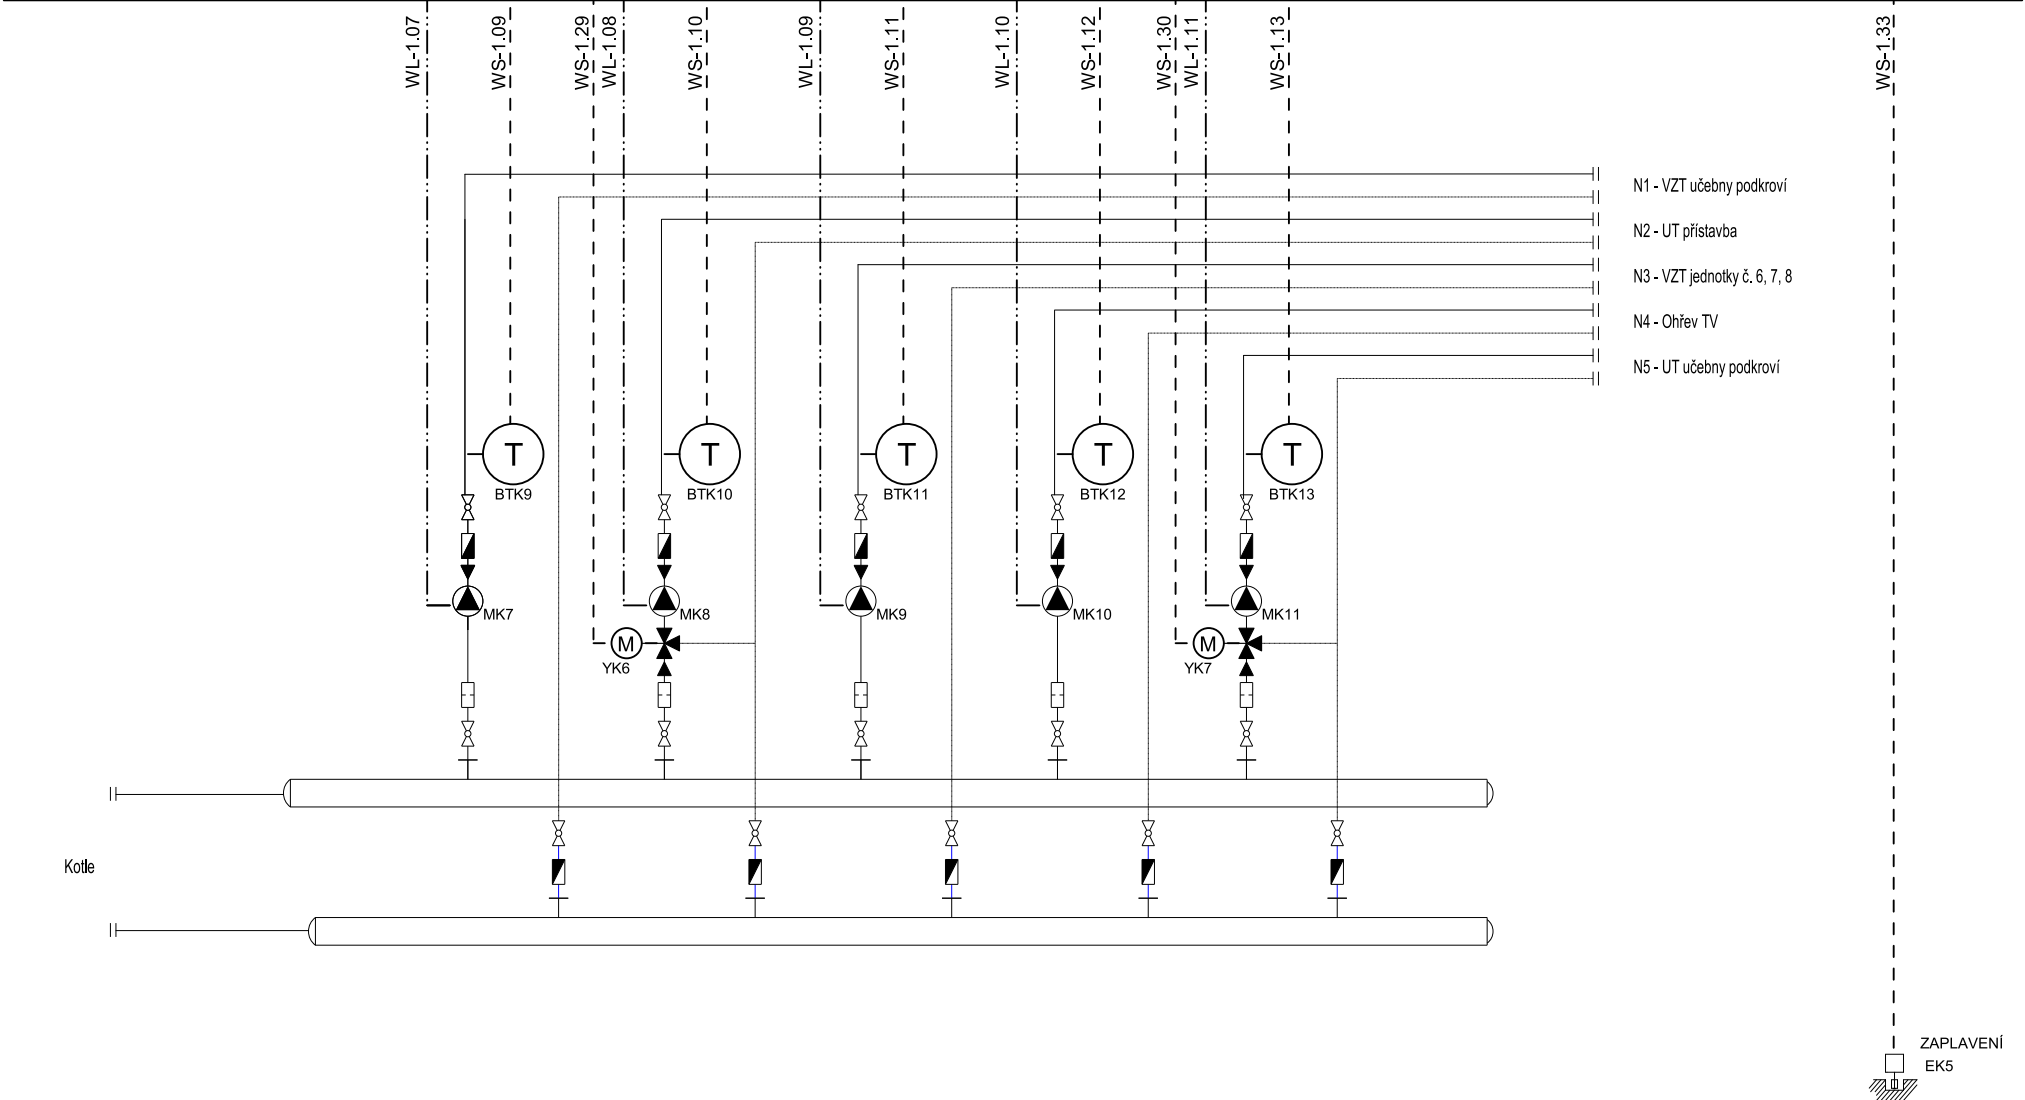 WL-1.07
WS-1.09
WS-1.29
WL-1.08
WS-1.10
WL-1.09
WS-1.11
WL-1.10
WS-1.12
WS-1.30
WL-1.11
WS-1.13
WS-1.33
N1 - VZT učebny podkroví
N2 - UT přístavba
N3 - VZT jednotky č. 6, 7, 8
N4 - Ohřev TV
N5 - UT učebny podkroví
T
T
T
T
T
BTK9
BTK10
BTK11
BTK12
BTK13
MK7
MK8
MK9
MK10
MK11
M
M
YK6
YK7
Kotle
ZAPLAVENÍ
EK5